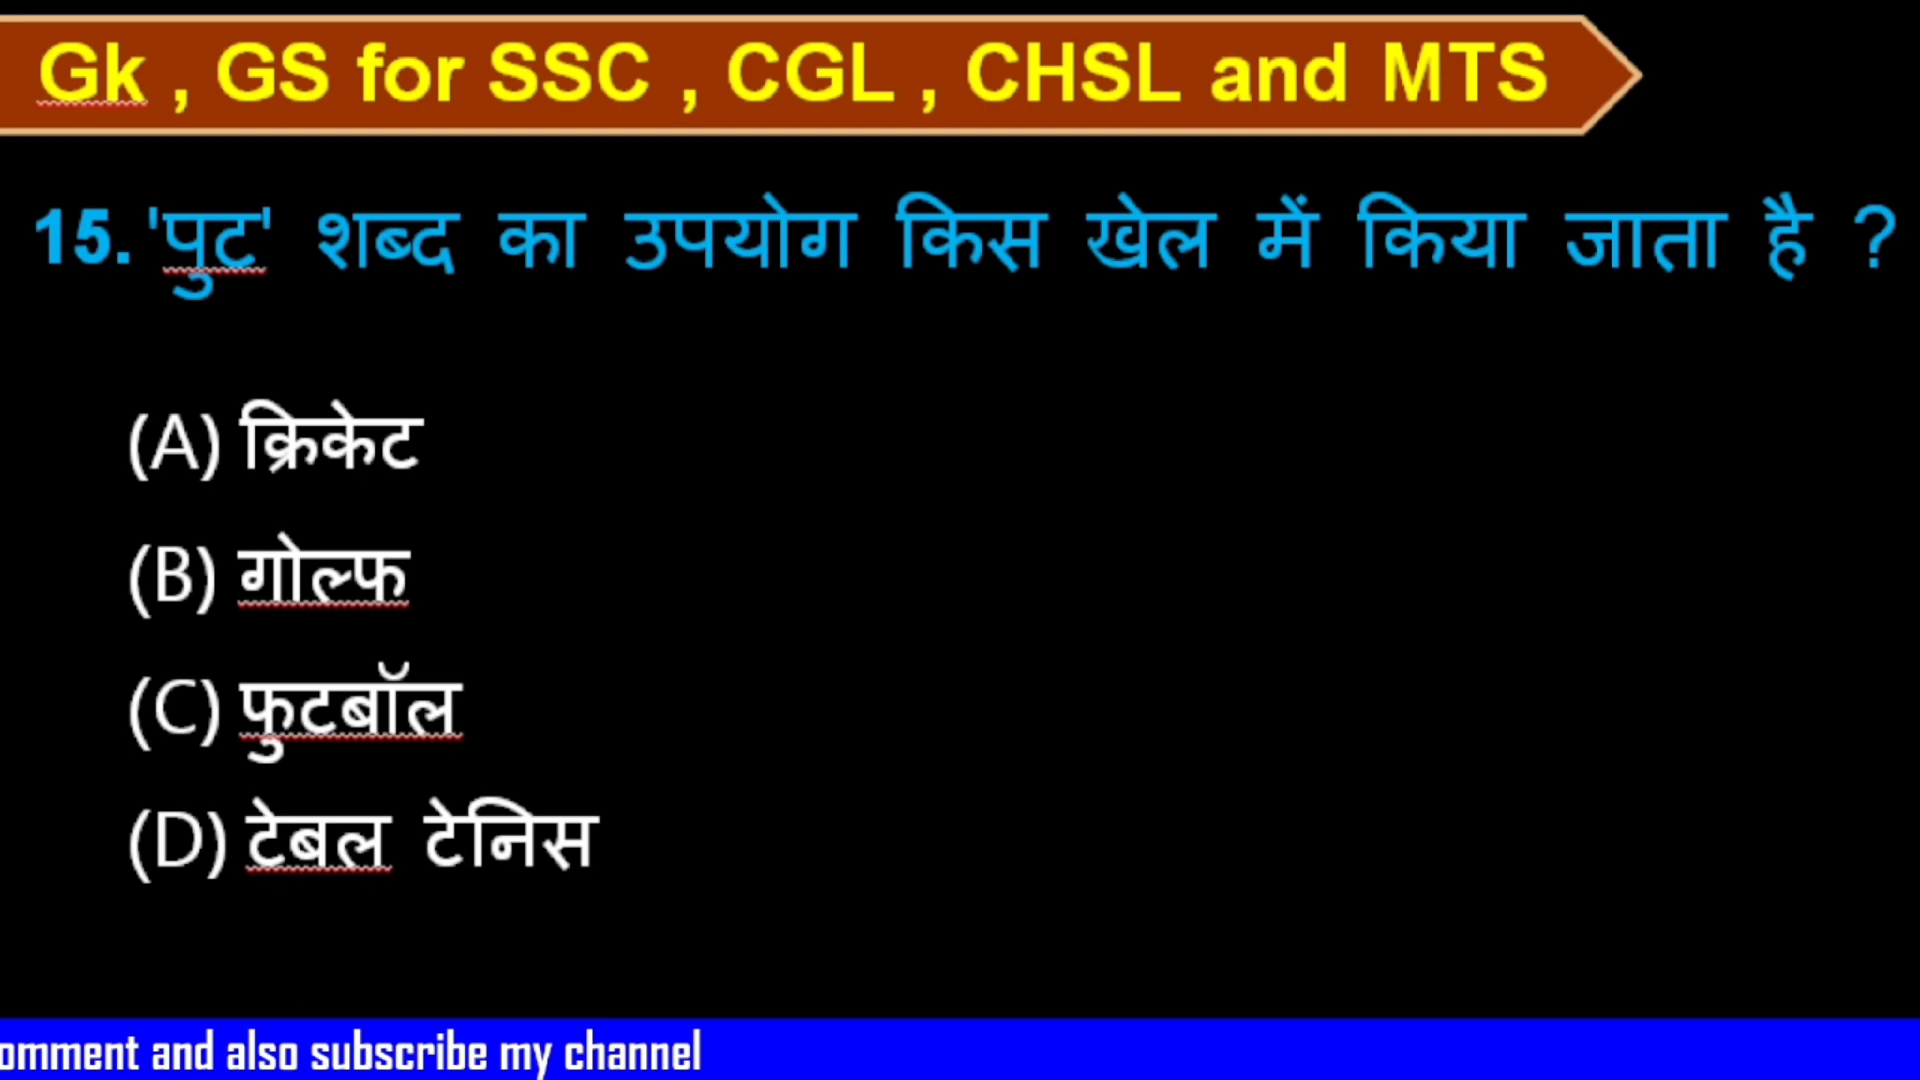 Gk , GS for SSC , CGL , CHSL and MTS
15. 'पुट' शब्द का उपयोग किस खेल में किया जाता है ?
(A) क्रिकेट
(B) गोल्फ
(C) फुटबॉल
(D) टेबल टेनिस
omment and also subscribe my channel